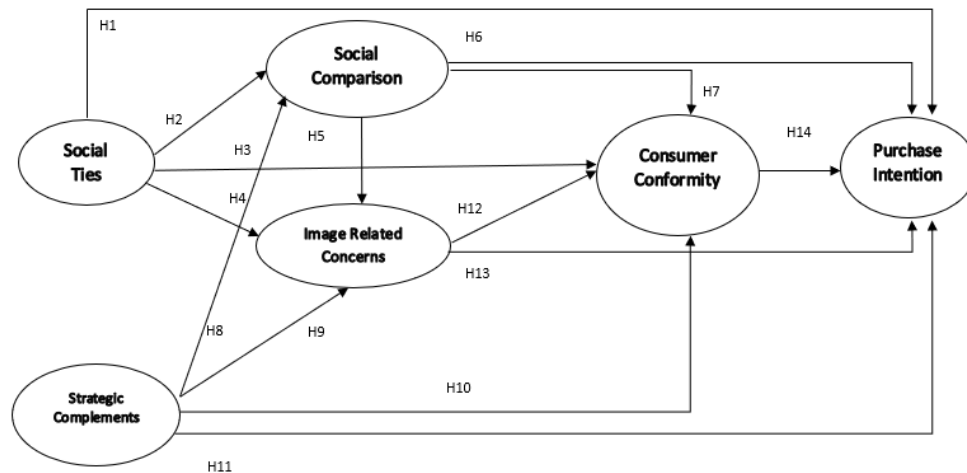 H1
H6
Social
Comparison
H7
H2
H5
H14
Social
Ties
H3
Consumer
Conformity
Purchase
Intention
H4
H12
Image Related
Concerns
H13
H8
H9
Strategic
Complements
H10
H11